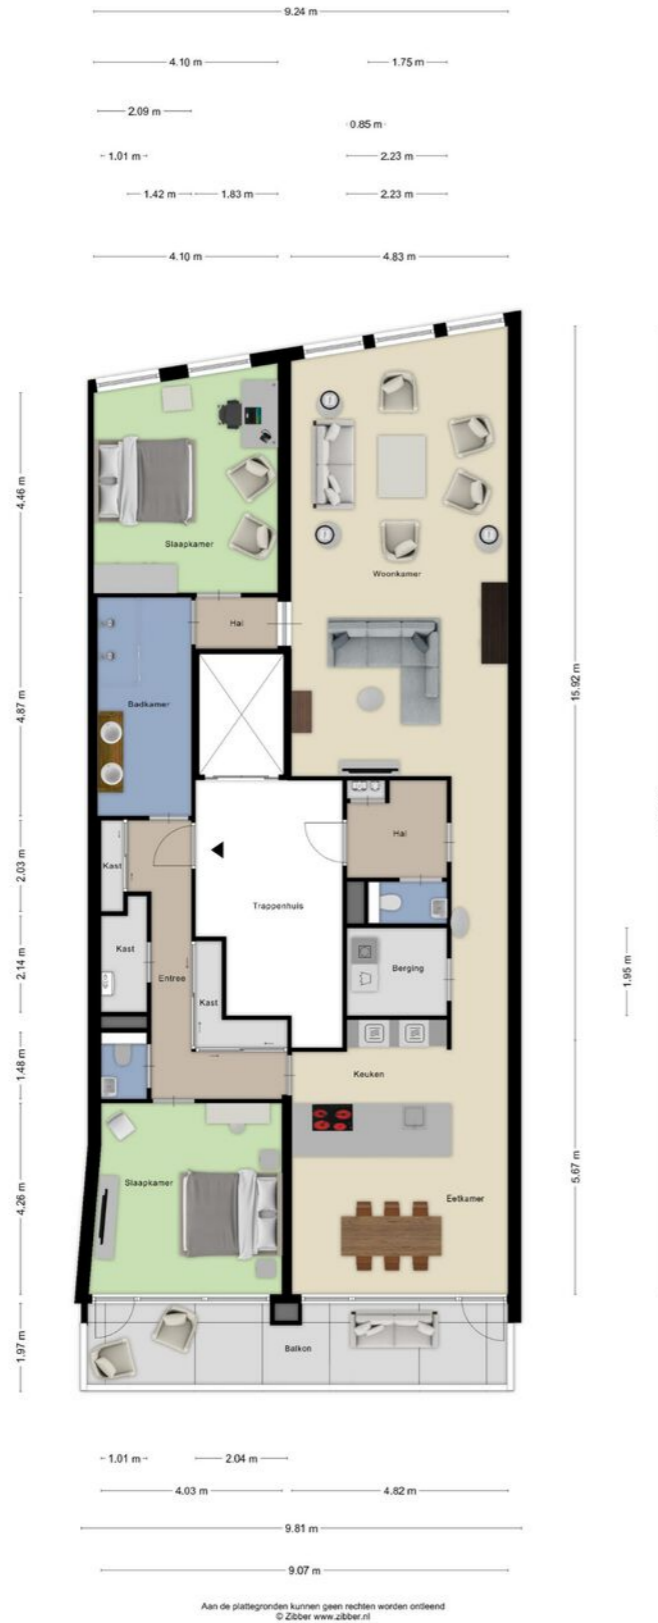 9.24 m
4.10 m
1.75 m
2.09 m
0.85 m
1.01 m
2.23 m
1.42 m
1.83 m
2.23 m
4.10 m
4.83 m
4.46 m
Slaapkamer
Woonkamer
Hal
15.92 m
4.87 m
Badkamer
Hal
2.03 m
Kast
Trappenhuis
2.14 m
Kast
Entree
Kast
Berging
1.95 m
1.48 m
Keuken
4.26 m
Slaapkamer
Eetkamer
5.67 m
1.97 m
Balkon
1.01 m
2.04 m
4.03 m
4.82 m
9.81 m
9.07 m
Aan de plattegronden kunnen geen rechten worden ontleend
© Zibber www.zibber.nl